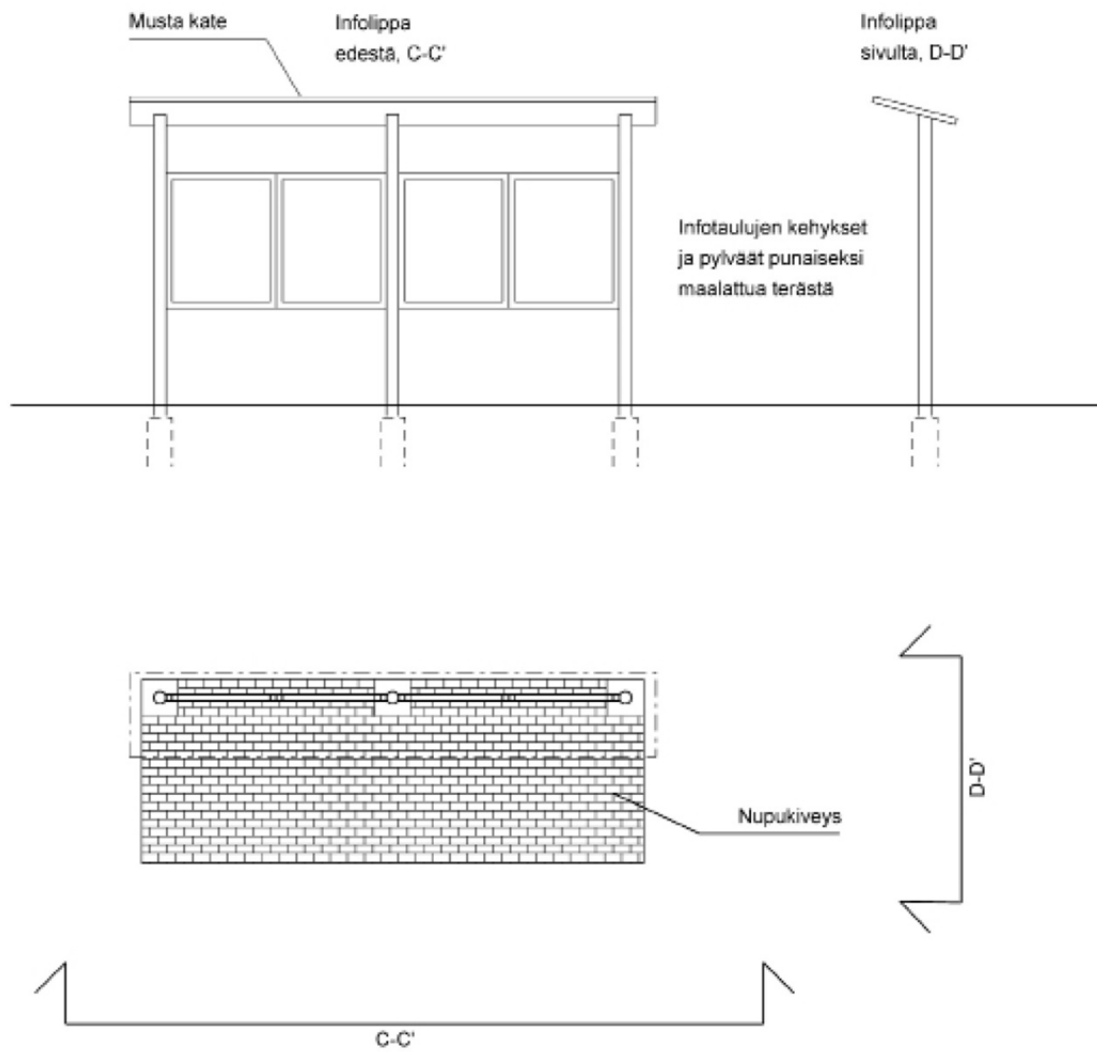 Musta kate
Infolippa
edestä, C-C'
Infolippa
sivulta, D-D'
Infotaulujen kehykset
ja pylväät punaiseksi
maalattua terästä
Nupukiveys
D-D'
C-C'